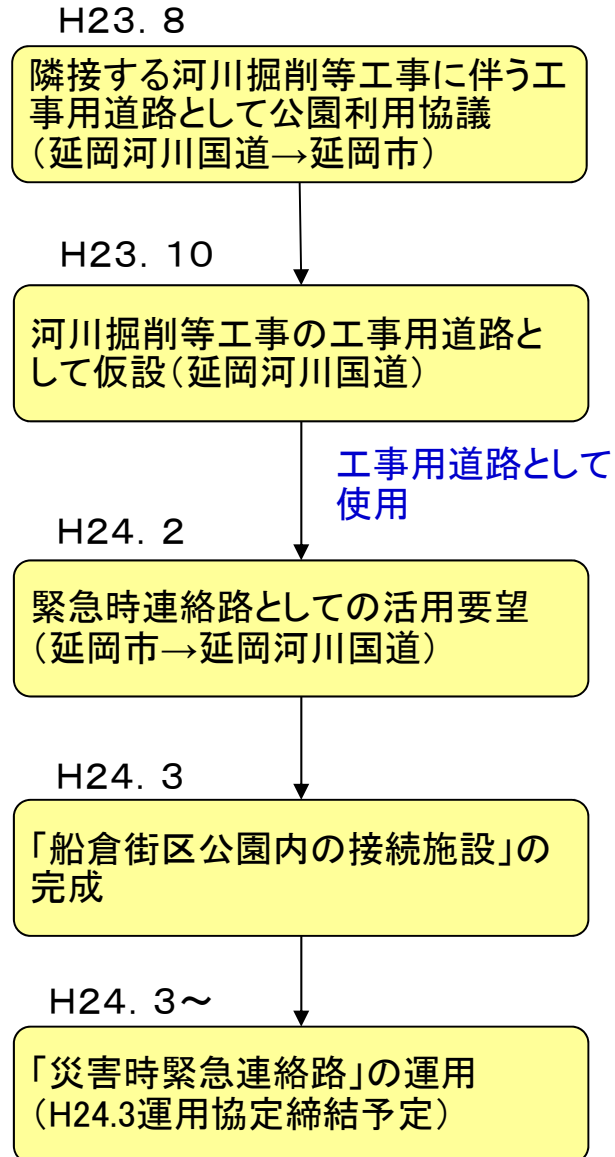 H23. 8
隣接する河川掘削等工事に伴う工
事用道路として公園利用協議
（延岡河川国道→延岡市）
H23. 10
河川掘削等工事の工事用道路と
して仮設（延岡河川国道）
工事用道路として
使用
H24. 2
緊急時連絡路としての活用要望
（延岡市→延岡河川国道）
H24. 3
「船倉街区公園内の接続施設」の
完成
H24. 3～
「災害時緊急連絡路」の運用
（H24.3運用協定締結予定）